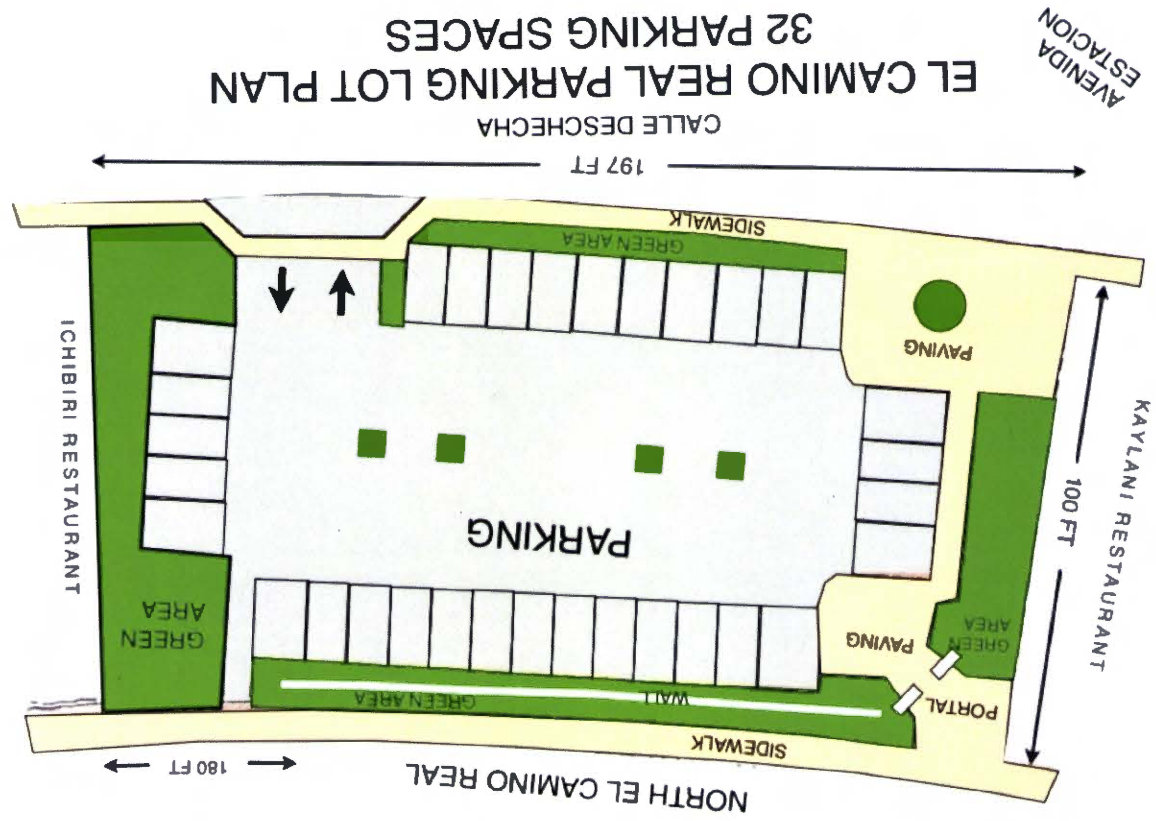 NORTH EL CAMINO REAL
180 FT
SIDEWALK
PORTAL
WALL
GREEN AREA
PAVING
GREEN
AREA
GREEN
AREA
PARKING
KAYLANI RESTAURANT
100 FT
ICHIBIRI RESTAURANT
PAVING
GREEN AREA
SIDEWALK
197 FT
CALLE DESCHECHA
AVENIDA
ESTACION
EL CAMINO REAL PARKING LOT PLAN
32 PARKING SPACES